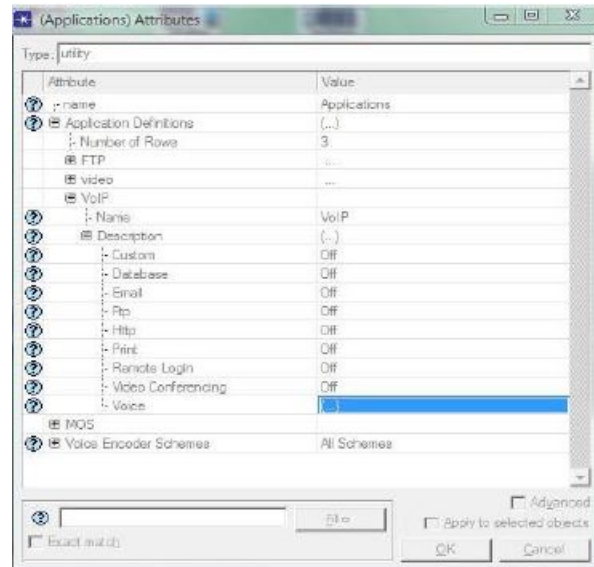 (Applications) Attributes
Type: utility
Attribute Value
name Applications
Application Definitions (...)
Number of Rows 3
FTP ...
video ...
VoIP
Name VoIP
Description (...)
Custom Off
Database Off
Email Off
Ftp Off
Http Off
Print Off
Remote Login Off
Video Conferencing Off
Voice (...)
MOS
Voice Encoder Schemes All Schemes
Advanced
Filter
Apply to selected objects
Exact match
OK Cancel